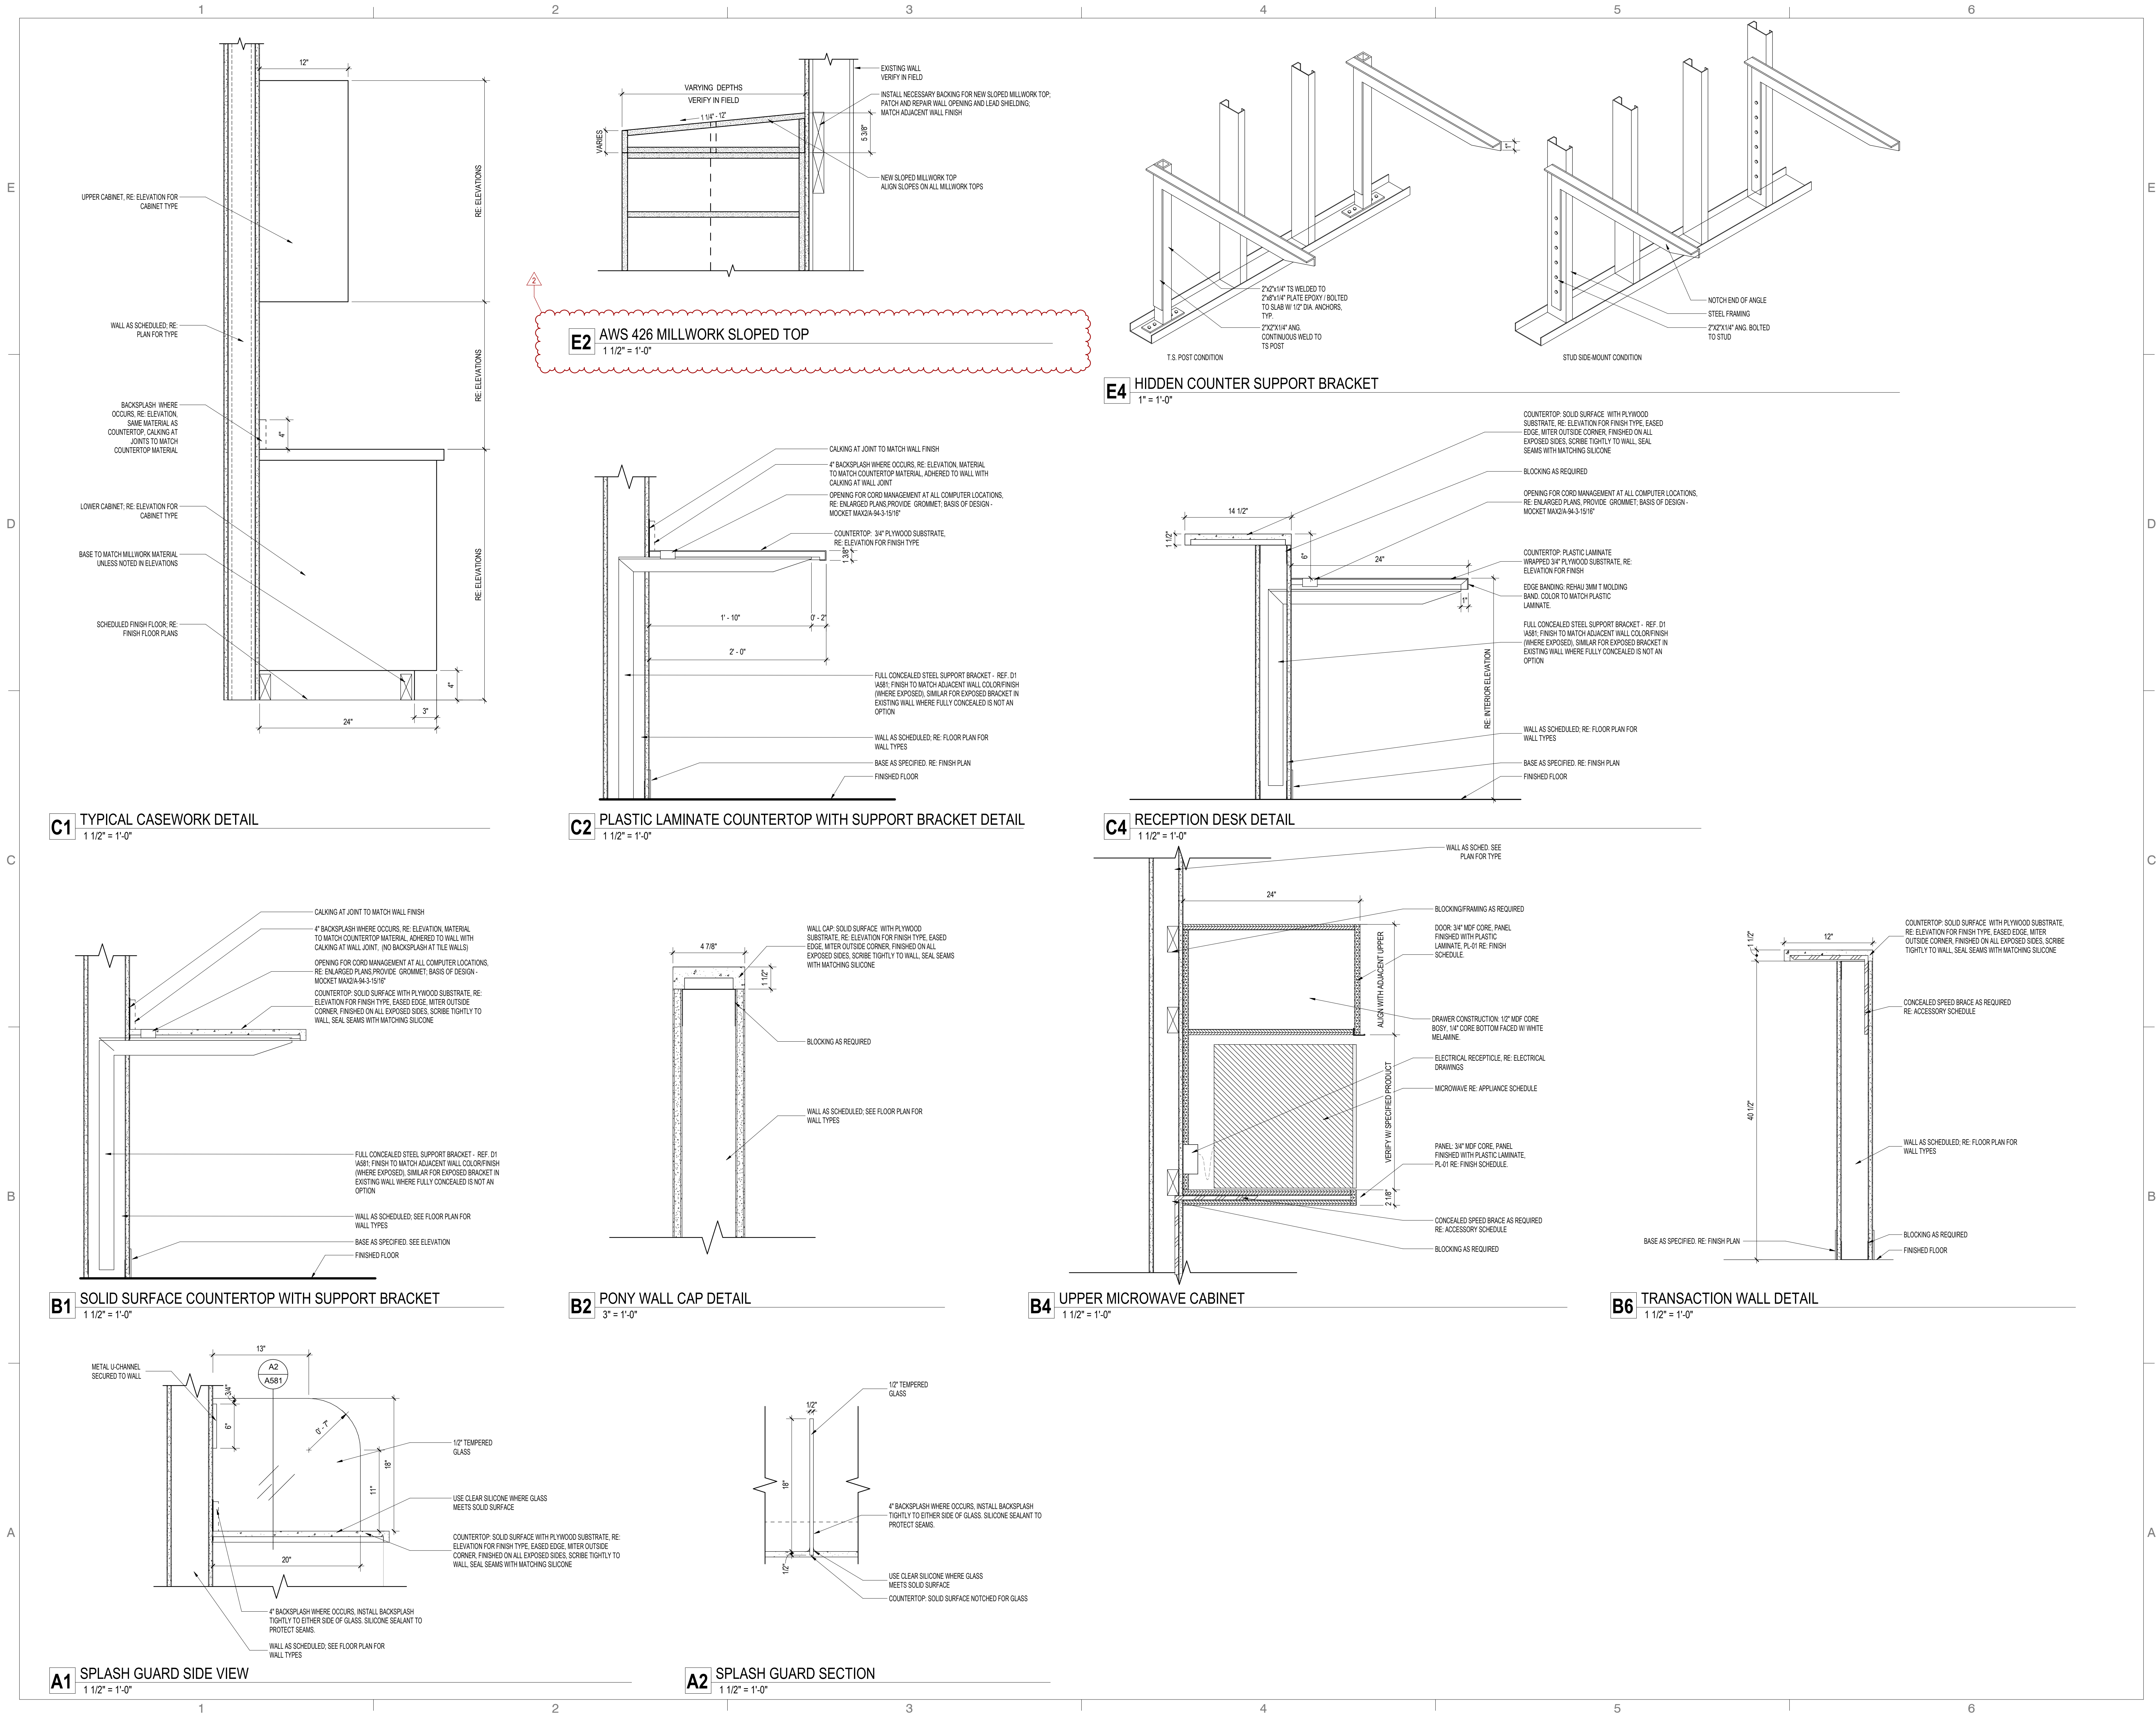 1
2
3
4
5
6
E
D
C
B
A
12"
RE: ELEVATIONS
RE: ELEVATIONS
RE: ELEVATIONS
4"
4"
3"
24"
UPPER CABINET, RE: ELEVATION FOR
CABINET TYPE
WALL AS SCHEDULED; RE:
PLAN FOR TYPE
BACKSPLASH WHERE
OCCURS, RE: ELEVATION,
SAME MATERIAL AS
COUNTERTOP, CALKING AT
JOINTS TO MATCH
COUNTERTOP MATERIAL
LOWER CABINET; RE: ELEVATION FOR
CABINET TYPE
BASE TO MATCH MILLWORK MATERIAL
UNLESS NOTED IN ELEVATIONS
SCHEDULED FINISH FLOOR; RE:
FINISH FLOOR PLANS
C1 TYPICAL CASEWORK DETAIL
1 1/2" = 1'-0"
VARYING DEPTHS
VERIFY IN FIELD
1 1/4" - 12"
VARIES
5 3/8"
EXISTING WALL
VERIFY IN FIELD
INSTALL NECESSARY BACKING FOR NEW SLOPED MILLWORK TOP;
PATCH AND REPAIR WALL OPENING AND LEAD SHIELDING;
MATCH ADJACENT WALL FINISH
NEW SLOPED MILLWORK TOP
ALIGN SLOPES ON ALL MILLWORK TOPS
2
E2 AWS 426 MILLWORK SLOPED TOP
1 1/2" = 1'-0"
1"
2"x2"x1/4" TS WELDED TO
2"x8"x1/4" PLATE EPOXY / BOLTED
TO SLAB W/ 1/2" DIA. ANCHORS,
TYP.
2"X2"X1/4" ANG.
CONTINUOUS WELD TO
TS POST
T.S. POST CONDITION
NOTCH END OF ANGLE
STEEL FRAMING
2"X2"X1/4" ANG. BOLTED
TO STUD
STUD SIDE-MOUNT CONDITION
E4 HIDDEN COUNTER SUPPORT BRACKET
1" = 1'-0"
CALKING AT JOINT TO MATCH WALL FINISH
4" BACKSPLASH WHERE OCCURS, RE: ELEVATION, MATERIAL
TO MATCH COUNTERTOP MATERIAL, ADHERED TO WALL WITH
CALKING AT WALL JOINT
OPENING FOR CORD MANAGEMENT AT ALL COMPUTER LOCATIONS,
RE: ENLARGED PLANS,PROVIDE GROMMET; BASIS OF DESIGN -
MOCKET MAX2/A-94-3-15/16"
COUNTERTOP: 3/4" PLYWOOD SUBSTRATE,
RE: ELEVATION FOR FINISH TYPE
1 3/8"
1' - 10"
0' - 2"
2' - 0"
FULL CONCEALED STEEL SUPPORT BRACKET - REF. D1
\A581; FINISH TO MATCH ADJACENT WALL COLOR/FINISH
(WHERE EXPOSED), SIMILAR FOR EXPOSED BRACKET IN
EXISTING WALL WHERE FULLY CONCEALED IS NOT AN
OPTION
WALL AS SCHEDULED; RE: FLOOR PLAN FOR
WALL TYPES
BASE AS SPECIFIED. RE: FINISH PLAN
FINISHED FLOOR
C2 PLASTIC LAMINATE COUNTERTOP WITH SUPPORT BRACKET DETAIL
1 1/2" = 1'-0"
14 1/2"
1 1/2"
6"
24"
1"
RE: INTERIOR ELEVATION
COUNTERTOP: SOLID SURFACE WITH PLYWOOD
SUBSTRATE, RE: ELEVATION FOR FINISH TYPE, EASED
EDGE, MITER OUTSIDE CORNER, FINISHED ON ALL
EXPOSED SIDES, SCRIBE TIGHTLY TO WALL, SEAL
SEAMS WITH MATCHING SILICONE
BLOCKING AS REQUIRED
OPENING FOR CORD MANAGEMENT AT ALL COMPUTER LOCATIONS,
RE: ENLARGED PLANS, PROVIDE GROMMET; BASIS OF DESIGN -
MOCKET MAX2/A-94-3-15/16"
COUNTERTOP: PLASTIC LAMINATE
WRAPPED 3/4" PLYWOOD SUBSTRATE, RE:
ELEVATION FOR FINISH
EDGE BANDING: REHAU 3MM T MOLDING
BAND. COLOR TO MATCH PLASTIC
LAMINATE.
FULL CONCEALED STEEL SUPPORT BRACKET - REF. D1
\A581; FINISH TO MATCH ADJACENT WALL COLOR/FINISH
(WHERE EXPOSED), SIMILAR FOR EXPOSED BRACKET IN
EXISTING WALL WHERE FULLY CONCEALED IS NOT AN
OPTION
WALL AS SCHEDULED; RE: FLOOR PLAN FOR
WALL TYPES
BASE AS SPECIFIED. RE: FINISH PLAN
FINISHED FLOOR
C4 RECEPTION DESK DETAIL
1 1/2" = 1'-0"
CALKING AT JOINT TO MATCH WALL FINISH
4" BACKSPLASH WHERE OCCURS, RE: ELEVATION, MATERIAL
TO MATCH COUNTERTOP MATERIAL, ADHERED TO WALL WITH
CALKING AT WALL JOINT, (NO BACKSPLASH AT TILE WALLS)
OPENING FOR CORD MANAGEMENT AT ALL COMPUTER LOCATIONS,
RE: ENLARGED PLANS,PROVIDE GROMMET; BASIS OF DESIGN -
MOCKET MAX2/A-94-3-15/16"
COUNTERTOP: SOLID SURFACE WITH PLYWOOD SUBSTRATE, RE:
ELEVATION FOR FINISH TYPE, EASED EDGE, MITER OUTSIDE
CORNER, FINISHED ON ALL EXPOSED SIDES, SCRIBE TIGHTLY TO
WALL, SEAL SEAMS WITH MATCHING SILICONE
FULL CONCEALED STEEL SUPPORT BRACKET - REF. D1
\A581; FINISH TO MATCH ADJACENT WALL COLOR/FINISH
(WHERE EXPOSED), SIMILAR FOR EXPOSED BRACKET IN
EXISTING WALL WHERE FULLY CONCEALED IS NOT AN
OPTION
WALL AS SCHEDULED; SEE FLOOR PLAN FOR
WALL TYPES
BASE AS SPECIFIED. SEE ELEVATION
FINISHED FLOOR
B1 SOLID SURFACE COUNTERTOP WITH SUPPORT BRACKET
1 1/2" = 1'-0"
4 7/8"
1 1/2"
WALL CAP: SOLID SURFACE WITH PLYWOOD
SUBSTRATE, RE: ELEVATION FOR FINISH TYPE, EASED
EDGE, MITER OUTSIDE CORNER, FINISHED ON ALL
EXPOSED SIDES, SCRIBE TIGHTLY TO WALL, SEAL SEAMS
WITH MATCHING SILICONE
BLOCKING AS REQUIRED
WALL AS SCHEDULED; SEE FLOOR PLAN FOR
WALL TYPES
B2 PONY WALL CAP DETAIL
3" = 1'-0"
WALL AS SCHED. SEE
PLAN FOR TYPE
24"
ALIGN WITH ADJACENT UPPER
VERIFY W/ SPECIFIED PRODUCT
2 1/8"
BLOCKING/FRAMING AS REQUIRED
DOOR: 3/4" MDF CORE, PANEL
FINISHED WITH PLASTIC
LAMINATE, PL-01 RE: FINISH
SCHEDULE.
DRAWER CONSTRUCTION: 1/2" MDF CORE
BOSY, 1/4" CORE BOTTOM FACED W/ WHITE
MELAMINE.
ELECTRICAL RECEPTICLE, RE: ELECTRICAL
DRAWINGS
MICROWAVE RE: APPLIANCE SCHEDULE
PANEL: 3/4" MDF CORE, PANEL
FINISHED WITH PLASTIC LAMINATE,
PL-01 RE: FINISH SCHEDULE.
CONCEALED SPEED BRACE AS REQUIRED
RE: ACCESSORY SCHEDULE
BLOCKING AS REQUIRED
B4 UPPER MICROWAVE CABINET
1 1/2" = 1'-0"
12"
1 1/2"
40 1/2"
COUNTERTOP: SOLID SURFACE WITH PLYWOOD SUBSTRATE,
RE: ELEVATION FOR FINISH TYPE, EASED EDGE, MITER
OUTSIDE CORNER, FINISHED ON ALL EXPOSED SIDES, SCRIBE
TIGHTLY TO WALL, SEAL SEAMS WITH MATCHING SILICONE
CONCEALED SPEED BRACE AS REQUIRED
RE: ACCESSORY SCHEDULE
WALL AS SCHEDULED; RE: FLOOR PLAN FOR
WALL TYPES
BLOCKING AS REQUIRED
BASE AS SPECIFIED. RE: FINISH PLAN
FINISHED FLOOR
B6 TRANSACTION WALL DETAIL
1 1/2" = 1'-0"
METAL U-CHANNEL
SECURED TO WALL
13"
A2
A581
3/4"
6"
0' - 7"
18"
11"
20"
1/2" TEMPERED
GLASS
USE CLEAR SILICONE WHERE GLASS
MEETS SOLID SURFACE
COUNTERTOP: SOLID SURFACE WITH PLYWOOD SUBSTRATE, RE:
ELEVATION FOR FINISH TYPE, EASED EDGE, MITER OUTSIDE
CORNER, FINISHED ON ALL EXPOSED SIDES, SCRIBE TIGHTLY TO
WALL, SEAL SEAMS WITH MATCHING SILICONE
4" BACKSPLASH WHERE OCCURS, INSTALL BACKSPLASH
TIGHTLY TO EITHER SIDE OF GLASS. SILICONE SEALANT TO
PROTECT SEAMS.
WALL AS SCHEDULED; SEE FLOOR PLAN FOR
WALL TYPES
A1 SPLASH GUARD SIDE VIEW
1 1/2" = 1'-0"
1/2" TEMPERED
GLASS
1/2"
18"
1/2"
4" BACKSPLASH WHERE OCCURS, INSTALL BACKSPLASH
TIGHTLY TO EITHER SIDE OF GLASS. SILICONE SEALANT TO
PROTECT SEAMS.
USE CLEAR SILICONE WHERE GLASS
MEETS SOLID SURFACE
COUNTERTOP: SOLID SURFACE NOTCHED FOR GLASS
A2 SPLASH GUARD SECTION
1 1/2" = 1'-0"
E
D
C
B
A
1
2
3
4
5
6